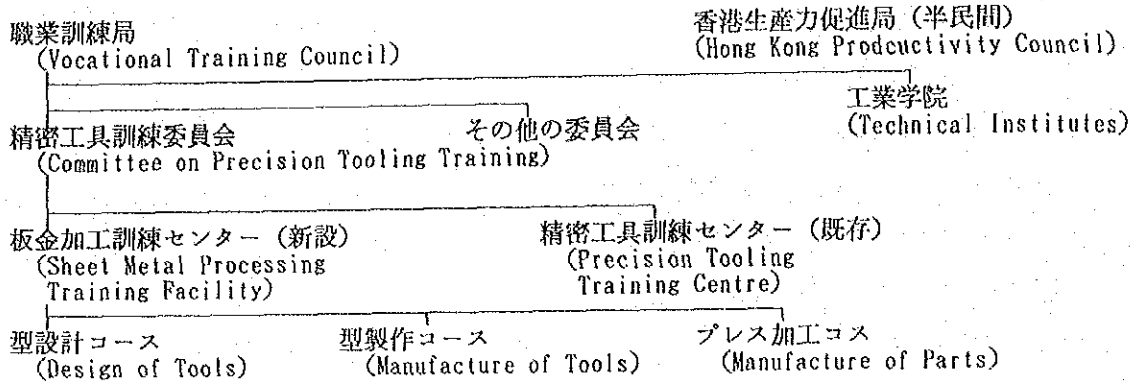 職業訓練局
(Vocational Training Council)
香港生産力促進局 (半民間)
(Hong Kong Prodcuctivity Council)
工業学院
(Technical Institutes)
精密工具訓練委員会
(Committee on Precision Tooling Training)
その他の委員会
板金加工訓練センター (新設)
(Sheet Metal Processing
Training Facility)
精密工具訓練センター (既存)
(Precision Tooling
Training Centre)
型設計コース
(Design of Tools)
型製作コース
(Manufacture of Tools)
プレス加工コス
(Manufacture of Parts)